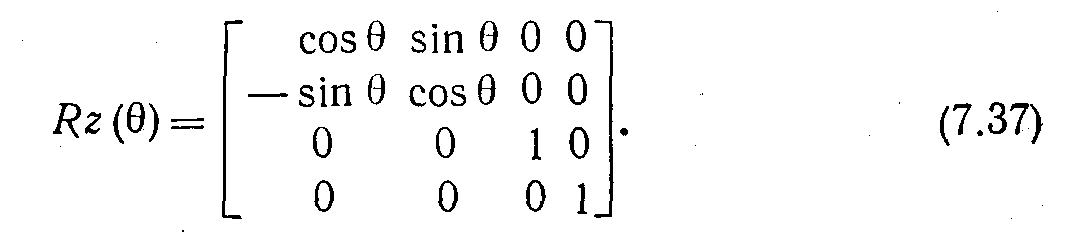 cos θ sin θ 0 0
— sin θ cos θ 0 0
Rz (θ) = . (7.37)
0 0 1 0
0 0 0 1